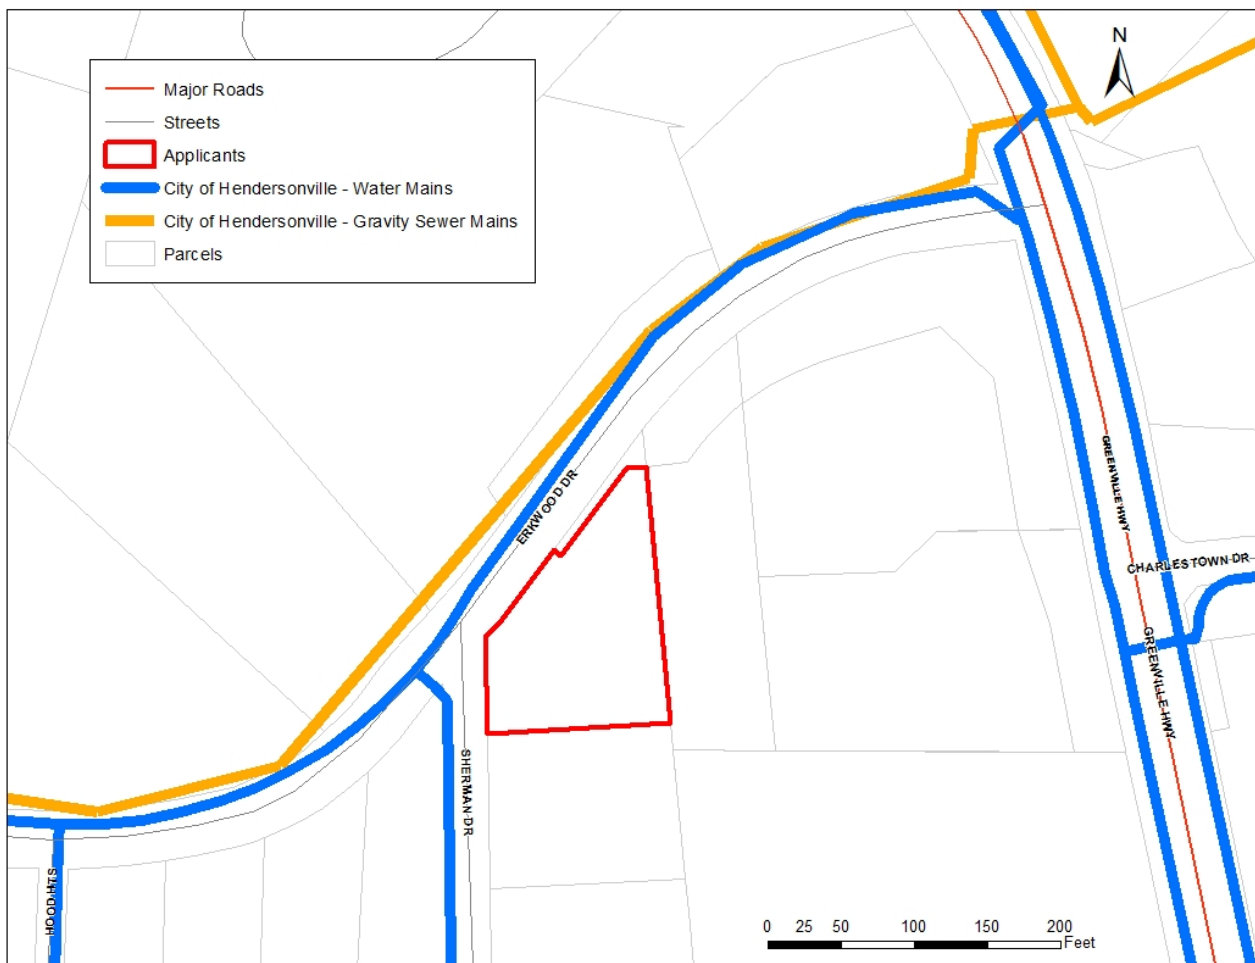 N
Major Roads
Streets
Applicants
City of Hendersonville - Water Mains
City of Hendersonville - Gravity Sewer Mains
Parcels
ERKWOOD DR
GREENVILLE HWY
CHARLESTOWN DR
GREENVILLE HWY
SHERMAN DR
HOOD ST
0 25 50 100 150 200
Feet